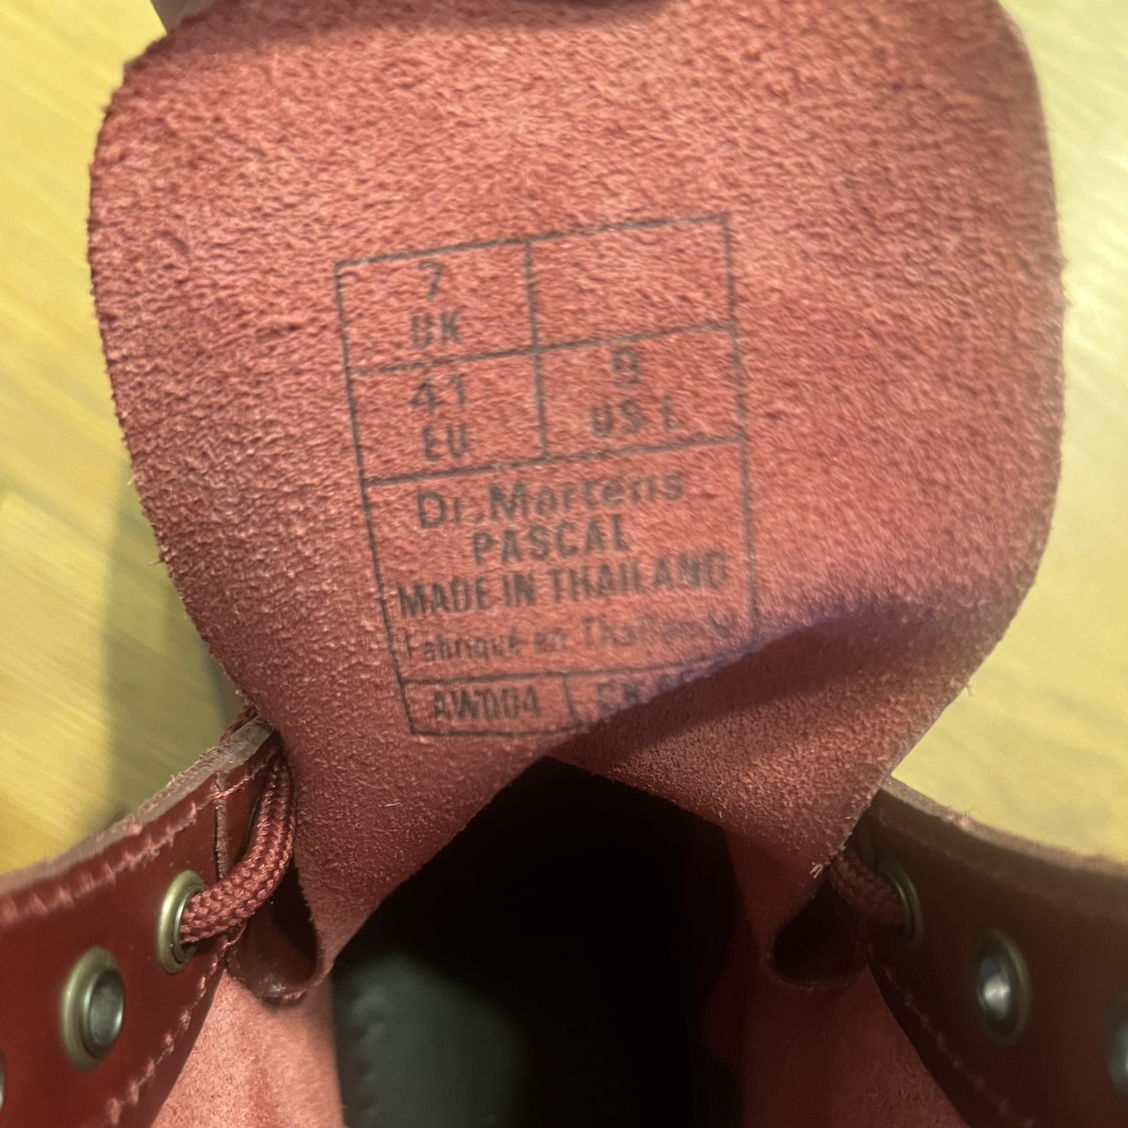 7
UK
41
EU
9
US L
Dr. Martens
PASCAL
MADE IN THAILAND
Fabriqué en Thaïlande
AW004